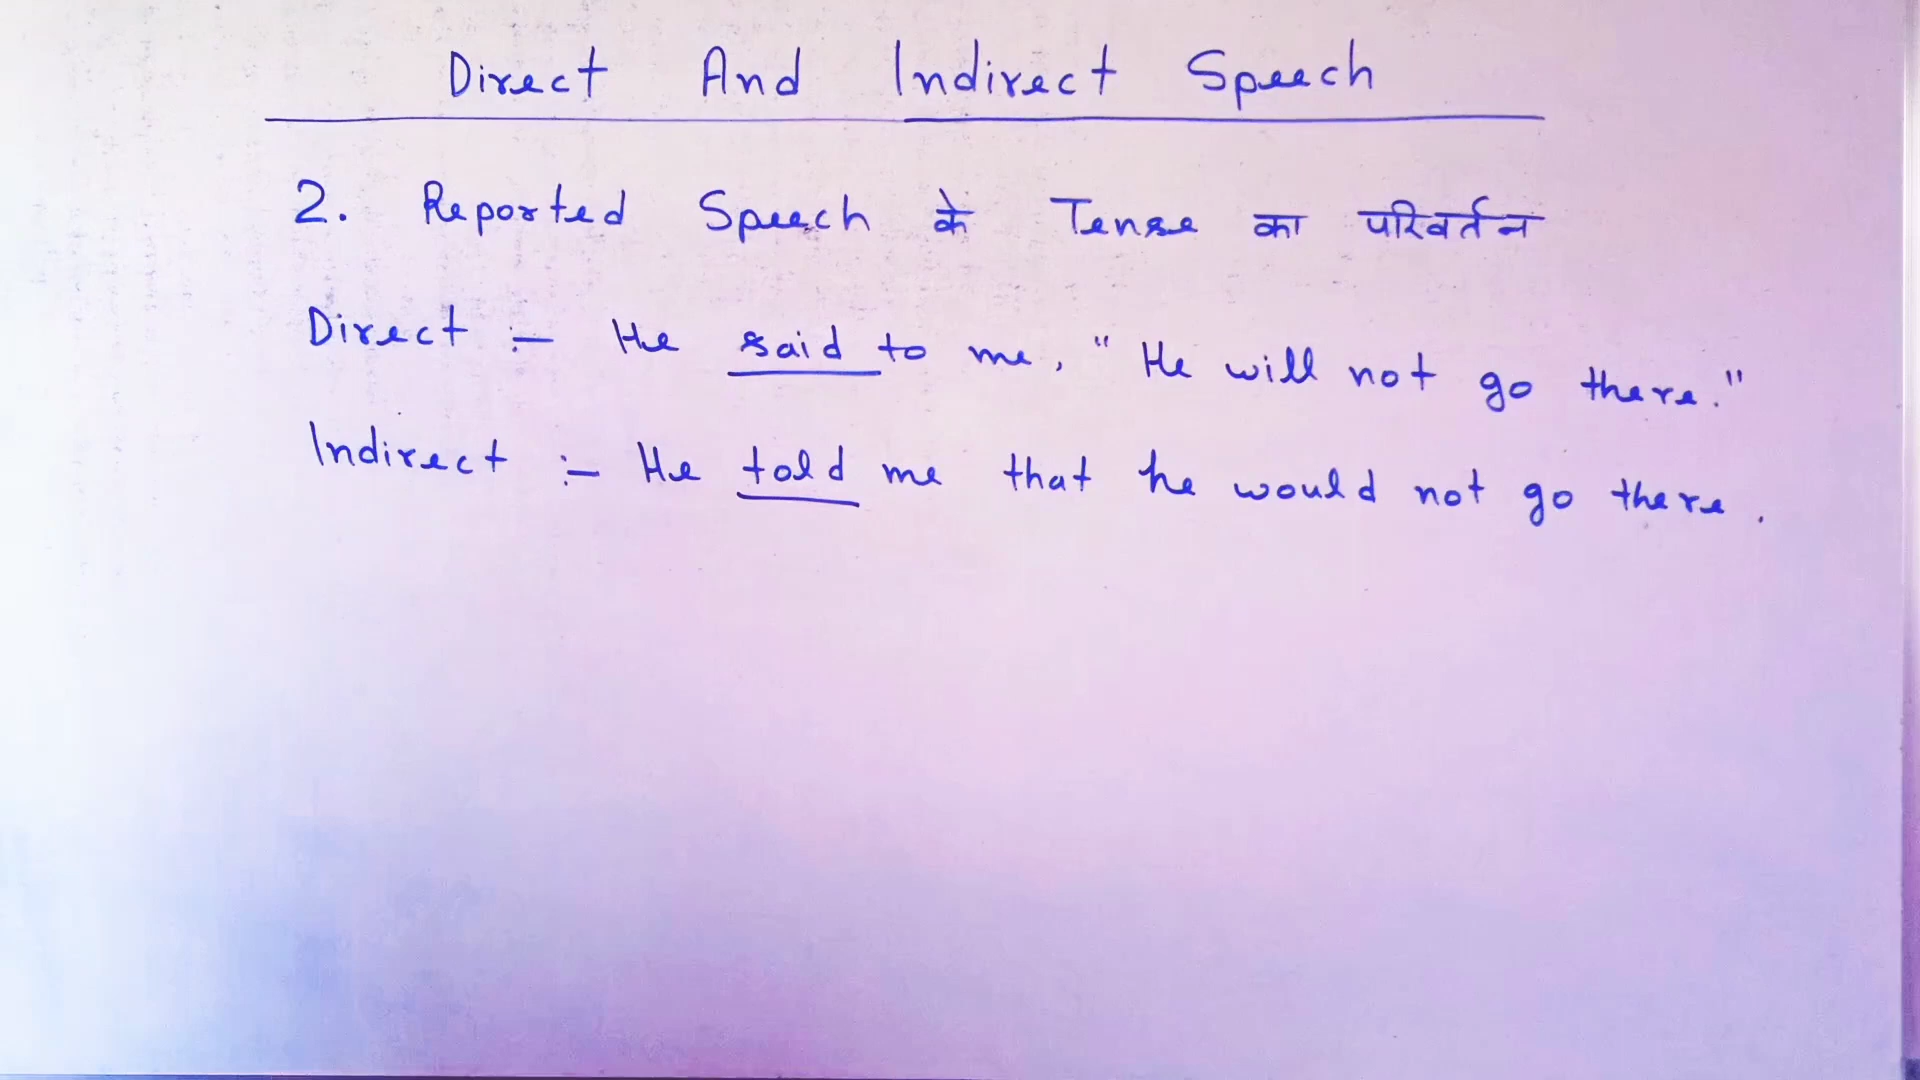 Direct And Indirect Speech
2. Reported Speech के Tense का परिवर्तन
Direct :- He said to me, "He will not go there."
Indirect :- He told me that he would not go there.